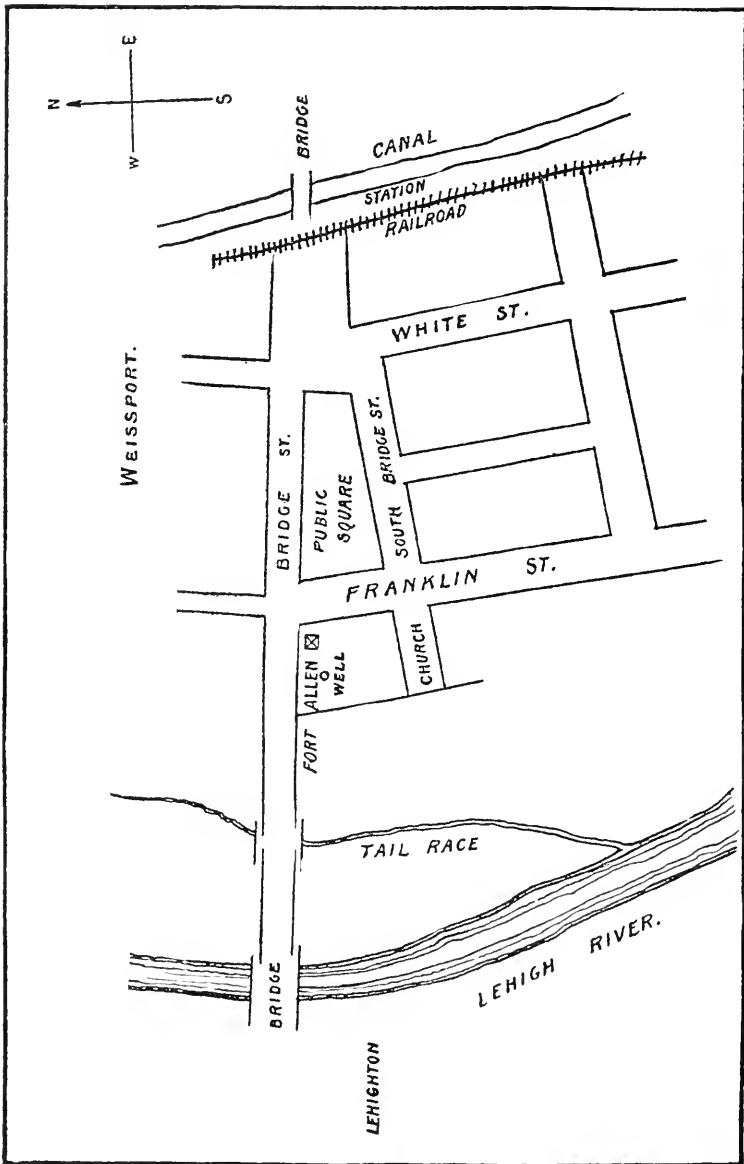 N
E
W
S
WEISSPORT.
BRIDGE
CANAL
STATION
RAILROAD
WHITE ST.
BRIDGE ST.
PUBLIC
SQUARE
SOUTH BRIDGE ST.
FRANKLIN ST.
FORT ALLEN
WELL
CHURCH
TAIL RACE
BRIDGE
LEHIGH RIVER.
LEHIGHTON